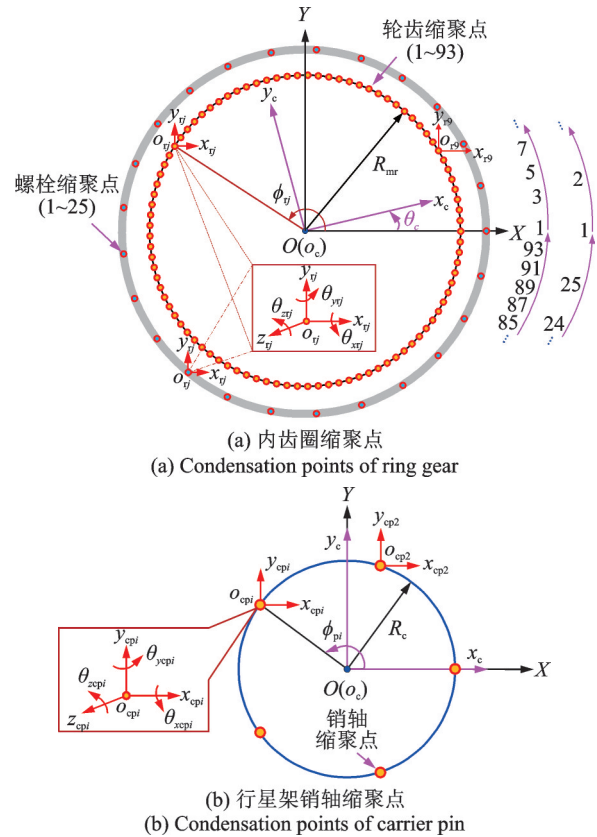 Y
轮齿缩聚点
(1~93)
y_c
y_rj
o_rj
x_rj
y_r9
o_r9
x_r9
R_mr
螺栓缩聚点
(1~25)
ϕ_rj
x_c
θ_c
X
O(o_c)
7
5
3
1
93
91
89
87
85
2
1
25
24
y_rj
θ_yrj
θ_zrj
x_rj
z_rj
o_rj
θ_xrj
y_rj
o_rj
x_rj
(a) 内齿圈缩聚点
(a) Condensation points of ring gear
Y
y_c
y_cp2
o_cp2
x_cp2
y_cpi
o_cpi
x_cpi
ϕ_pi
R_c
x_c
X
O(o_c)
y_cpi
θ_ycpi
θ_zcpi
x_cpi
z_cpi
o_cpi
θ_xcpi
销轴
缩聚点
(b) 行星架销轴缩聚点
(b) Condensation points of carrier pin